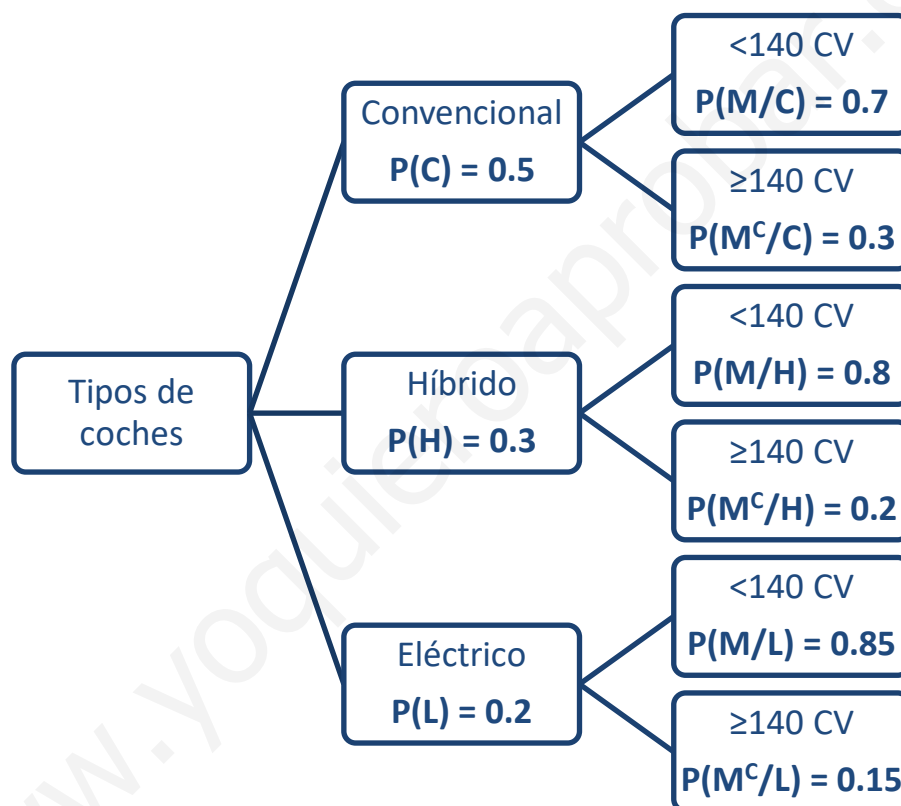 <140 CV
P(M/C) = 0.7
Convencional
P(C) = 0.5
≥140 CV
P(Mᶜ/C) = 0.3
<140 CV
P(M/H) = 0.8
Tipos de
coches
Híbrido
P(H) = 0.3
≥140 CV
P(Mᶜ/H) = 0.2
<140 CV
P(M/L) = 0.85
Eléctrico
P(L) = 0.2
≥140 CV
P(Mᶜ/L) = 0.15
www.yoquieroaprobar.